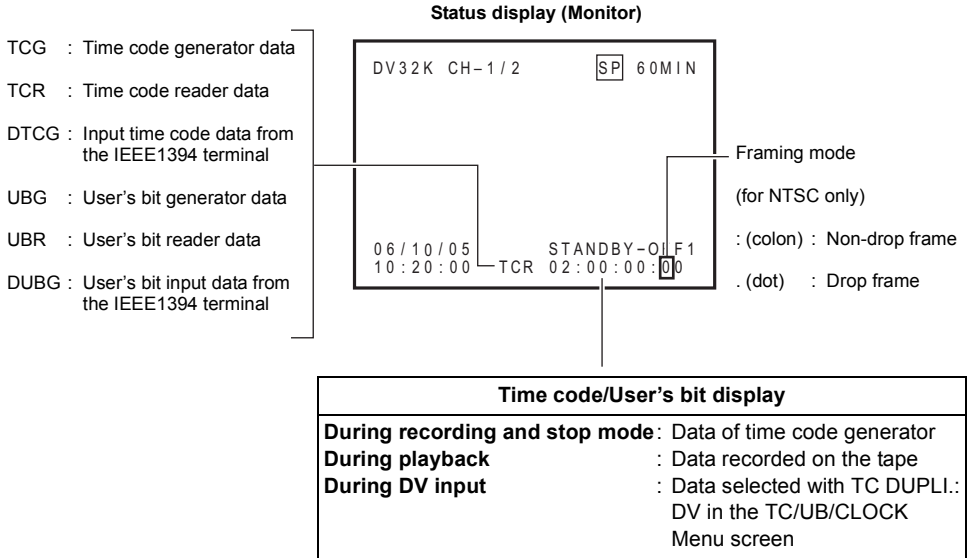 Status display (Monitor)
TCG : Time code generator data
TCR : Time code reader data
DTCG : Input time code data from
the IEEE1394 terminal
UBG : User's bit generator data
UBR : User's bit reader data
DUBG : User's bit input data from
the IEEE1394 terminal
DV32K CH–1/2 SP 60MIN
06/10/05 STANDBY–OFF1
10:20:00 TCR 02:00:00:00
Framing mode
(for NTSC only)
: (colon) : Non-drop frame
. (dot) : Drop frame
Time code/User's bit display
During recording and stop mode: Data of time code generator
During playback : Data recorded on the tape
During DV input : Data selected with TC DUPLI.:
DV in the TC/UB/CLOCK
Menu screen